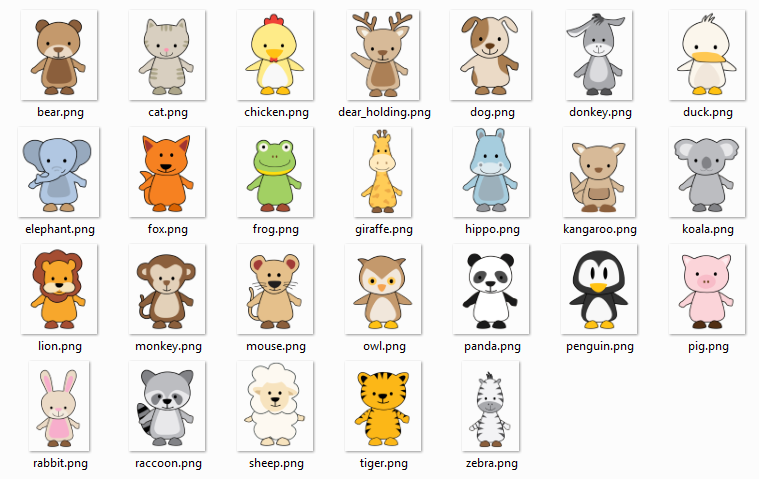 bear.png
cat.png
chicken.png
dear_holding.png
dog.png
donkey.png
duck.png
elephant.png
fox.png
frog.png
giraffe.png
hippo.png
kangaroo.png
koala.png
lion.png
monkey.png
mouse.png
owl.png
panda.png
penguin.png
pig.png
rabbit.png
raccoon.png
sheep.png
tiger.png
zebra.png